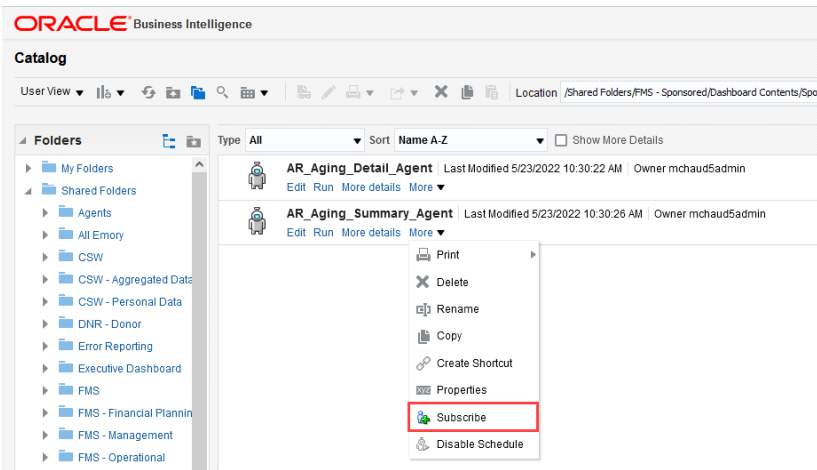 ORACLE Business Intelligence
Catalog
User View Location /Shared Folders/FMS - Sponsored/Dashboard Contents/Spo
Folders
My Folders
Shared Folders
Agents
All Emory
CSW
CSW - Aggregated Data
CSW - Personal Data
DNR - Donor
Error Reporting
Executive Dashboard
FMS
FMS - Financial Plannin
FMS - Management
FMS - Operational
Type All Sort Name A-Z Show More Details
AR_Aging_Detail_Agent Last Modified 5/23/2022 10:30:22 AM Owner mchaud5admin
Edit Run More details More
AR_Aging_Summary_Agent Last Modified 5/23/2022 10:30:26 AM Owner mchaud5admin
Edit Run More details More
Print
Delete
Rename
Copy
Create Shortcut
Properties
Subscribe
Disable Schedule